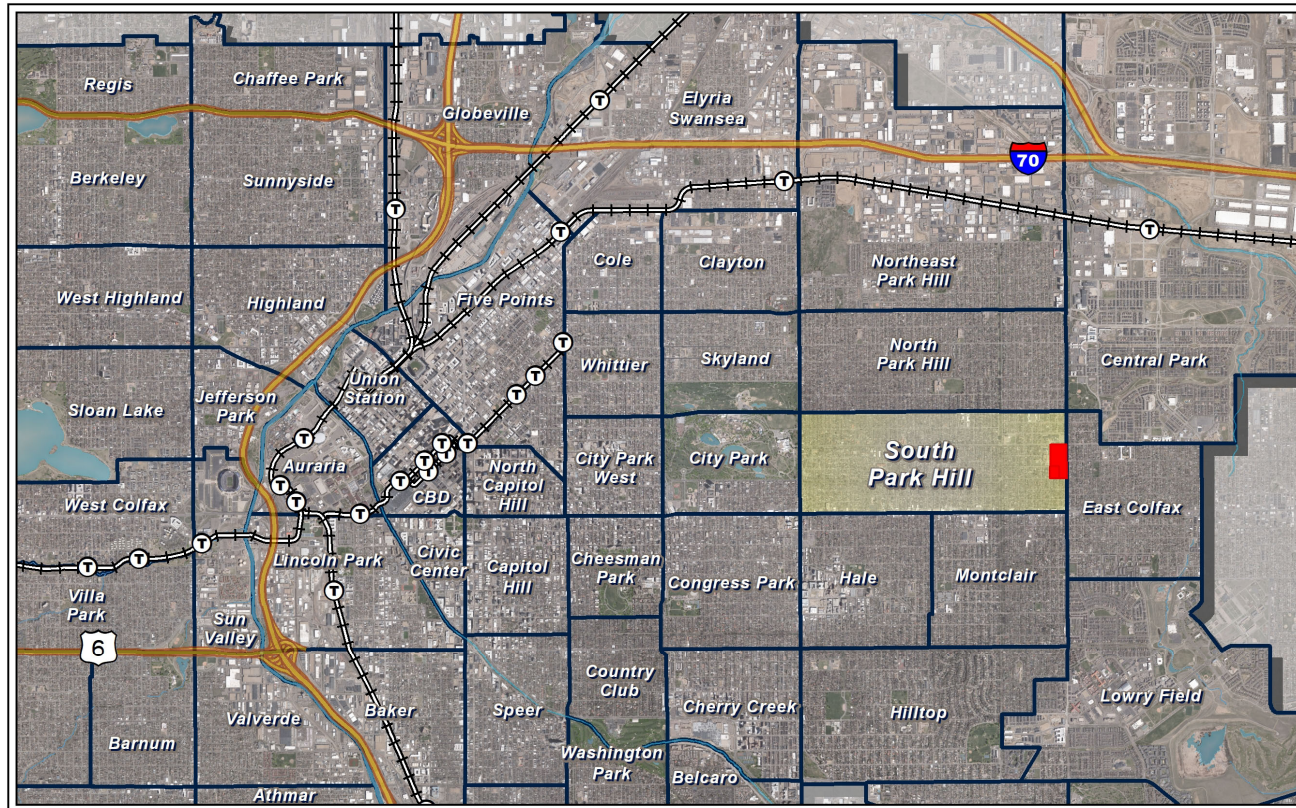 Regis
Chaffee Park
Globeville
Elyria
Swansea
70
Berkeley
Sunnyside
T
T
T
T
T
West Highland
Highland
Five Points
Cole
Clayton
Northeast
Park Hill
T
Sloan Lake
Jefferson
Park
Union
Station
Whittier
Skyland
North
Park Hill
Central Park
T
T
T
Auraria
T
T
T
T
T
T
T
T
T
CBD
North
Capitol
Hill
City Park
West
City Park
South
Park Hill
East Colfax
West Colfax
T
T
T
T
Lincoln Park
Civic
Center
Capitol
Hill
Cheesman
Park
Congress Park
Hale
Montclair
Villa
Park
T
Sun
Valley
6
Country
Club
Valverde
Baker
Speer
Cherry Creek
Hilltop
Lowry Field
Barnum
Washington
Park
Belcaro
Athmar